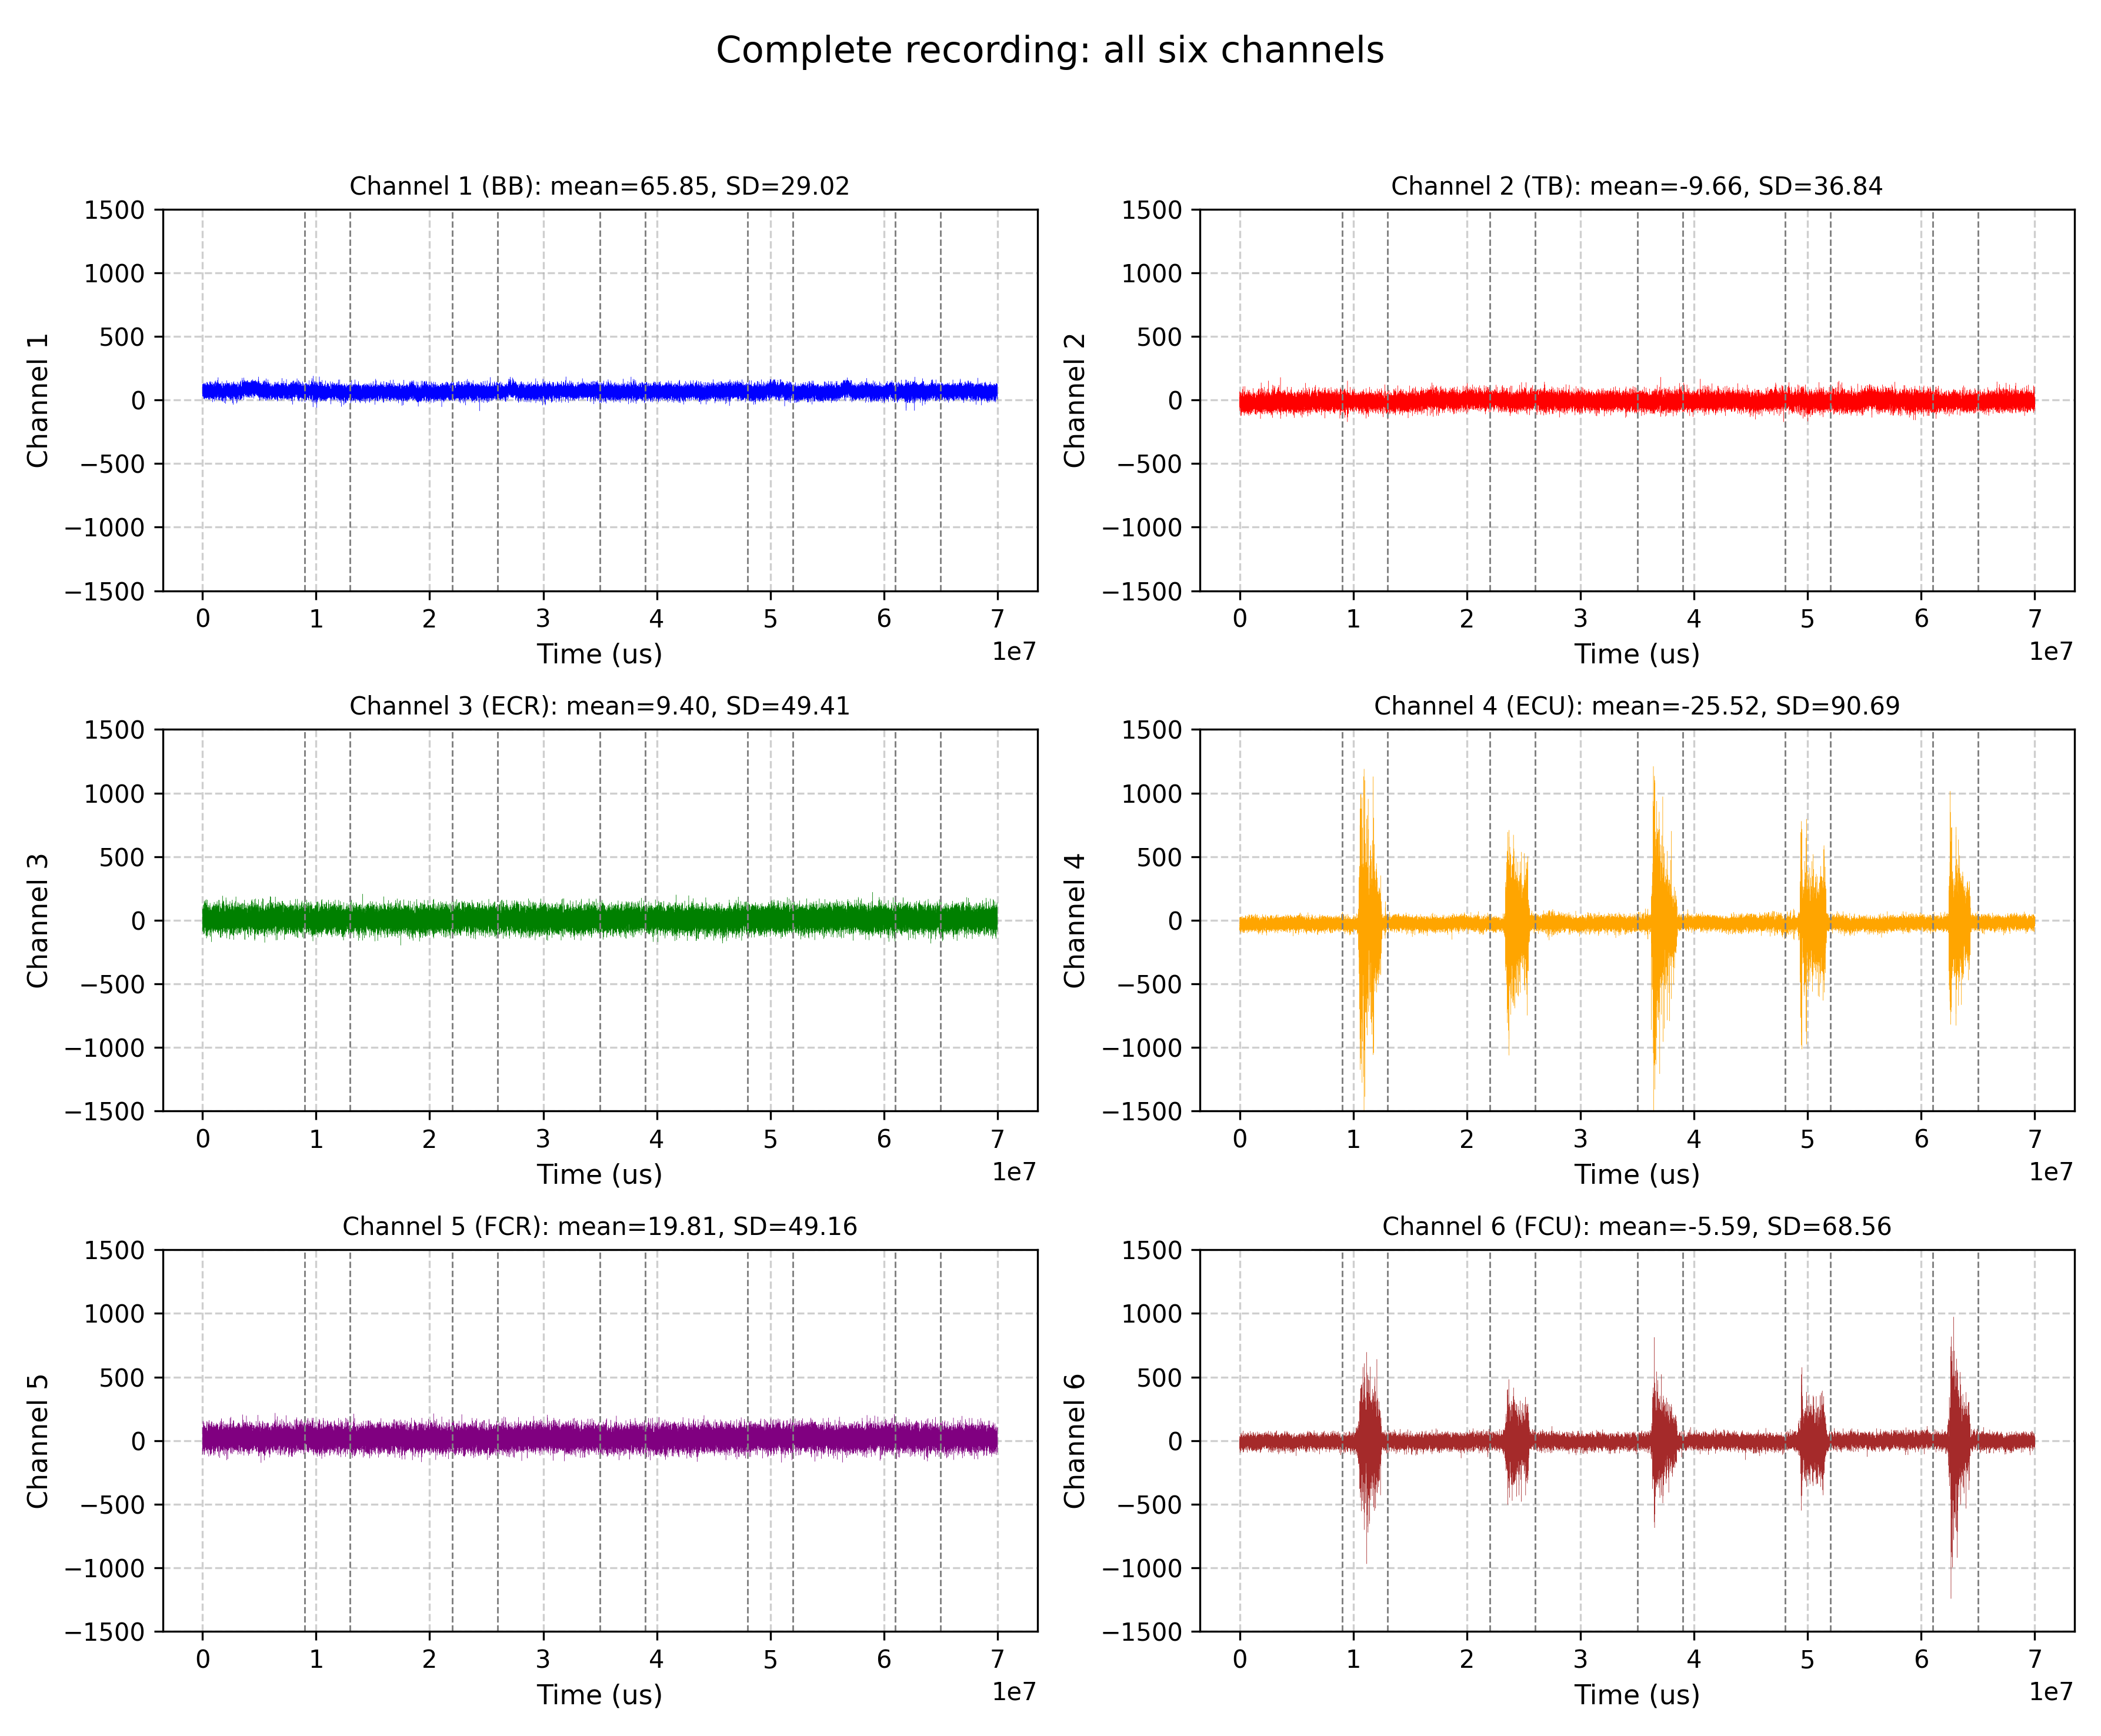 Complete recording: all six channels
Channel 1 (BB): mean=65.85, SD=29.02
1500
1000
500
0
−500
−1000
−1500
Channel 1
0 1 2 3 4 5 6 7
Time (us)
1e7
Channel 2 (TB): mean=-9.66, SD=36.84
1500
1000
500
0
−500
−1000
−1500
Channel 2
0 1 2 3 4 5 6 7
Time (us)
1e7
Channel 3 (ECR): mean=9.40, SD=49.41
1500
1000
500
0
−500
−1000
−1500
Channel 3
0 1 2 3 4 5 6 7
Time (us)
1e7
Channel 4 (ECU): mean=-25.52, SD=90.69
1500
1000
500
0
−500
−1000
−1500
Channel 4
0 1 2 3 4 5 6 7
Time (us)
1e7
Channel 5 (FCR): mean=19.81, SD=49.16
1500
1000
500
0
−500
−1000
−1500
Channel 5
0 1 2 3 4 5 6 7
Time (us)
1e7
Channel 6 (FCU): mean=-5.59, SD=68.56
1500
1000
500
0
−500
−1000
−1500
Channel 6
0 1 2 3 4 5 6 7
Time (us)
1e7